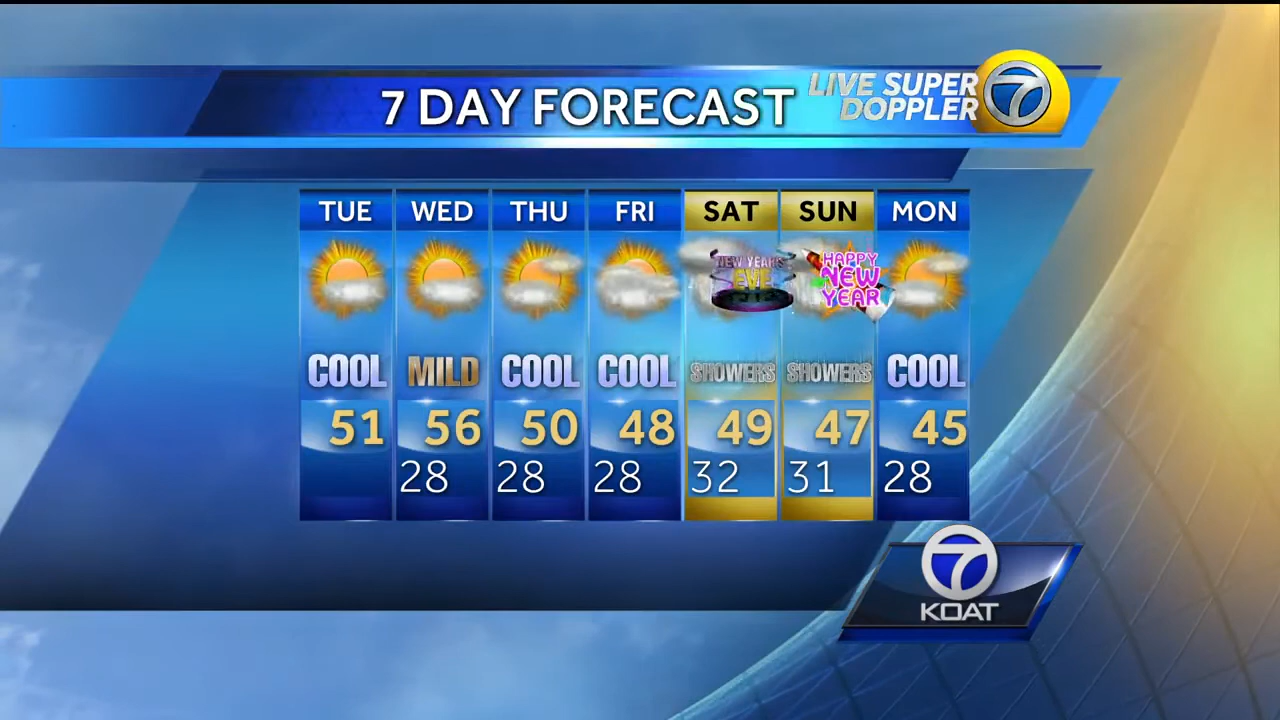 7 DAY FORECAST
LIVE SUPER
DOPPLER
7
TUE WED THU FRI SAT SUN MON
NEW YEARS
EVE
HAPPY
NEW
YEAR
COOL MILD COOL COOL SHOWERS SHOWERS COOL
51 56 50 48 49 47 45
28 28 28 32 31 28
7
KOAT